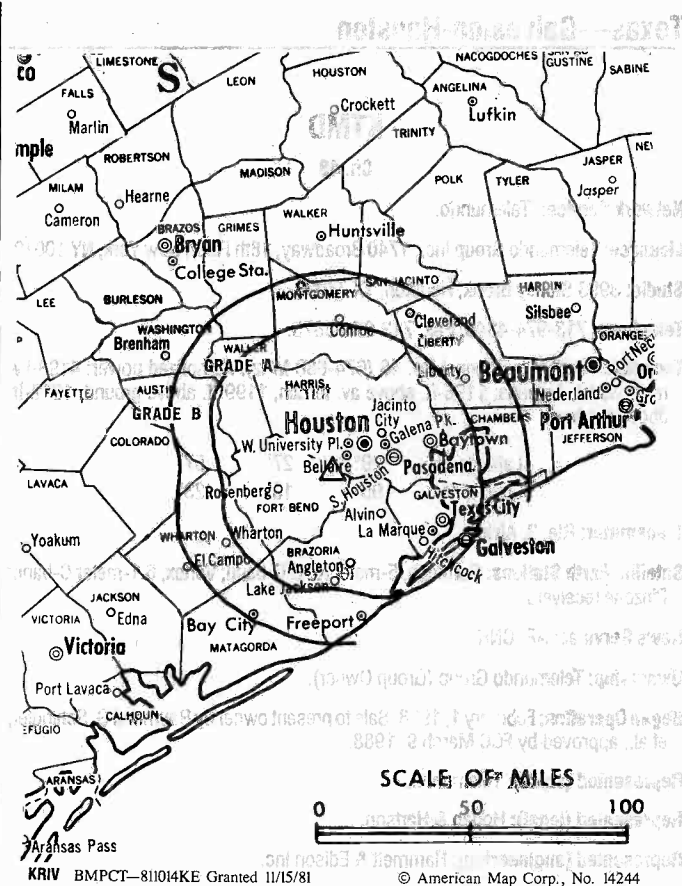 NACOGDOCHES
GUSTINE
SABINE
LIMESTONE
S
LEON
HOUSTON
ANGELINA
FALLS
Crockett
Lufkin
Marlin
TRINITY
mple
ROBERTSON
JASPER
MADISON
POLK
TYLER
Jasper
MILAM
Hearne
Cameron
WALKER
BRAZOS
GRIMES
Huntsville
Bryan
College Sta.
SAN JACINTO
HARDIN
LEE
BURLESON
MONTGOMERY
Silsbee
Cleveland
WASHINGTON
Conroe
LIBERTY
ORANGE
Brenham
WALLER
GRADE A
Beaumont
Liberty
FAYETTE
AUSTIN
HARRIS
Nederland
GRADE B
Jacinto
City
CHAMBERS
Port Arthur
Houston
Galena
Pk.
JEFFERSON
COLORADO
W. University Pl.
Baytown
Bellaire
Pasadena
LAVACA
Rosenberg
S. Houston
GALVESTON
FORT BEND
Alvin
Texas City
La Marque
WHARTON
Wharton
Yoakum
BRAZORIA
Galveston
El Campo
Angleton
Hitchcock
Lake Jackson
JACKSON
Edna
Bay City
Freeport
VICTORIA
Victoria
MATAGORDA
Port Lavaca
CALHOUN
EFUGIO
SCALE OF MILES
ARANSAS
0 50 100
Aransas Pass
KRIV BMPCT—811014KE Granted 11/15/81 © American Map Corp., No. 14244